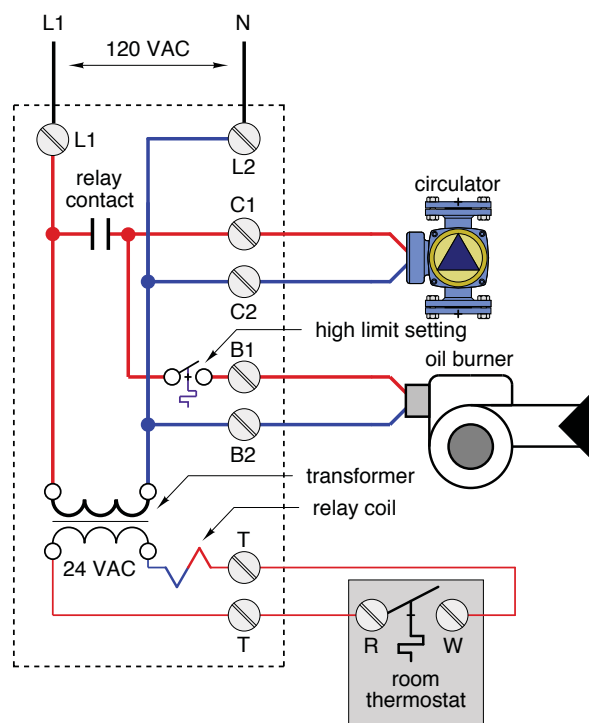 L1
N
120 VAC
L1
L2
relay
contact
C1
circulator
C2
high limit setting
B1
oil burner
B2
transformer
relay coil
24 VAC
T
T
R
W
room
thermostat